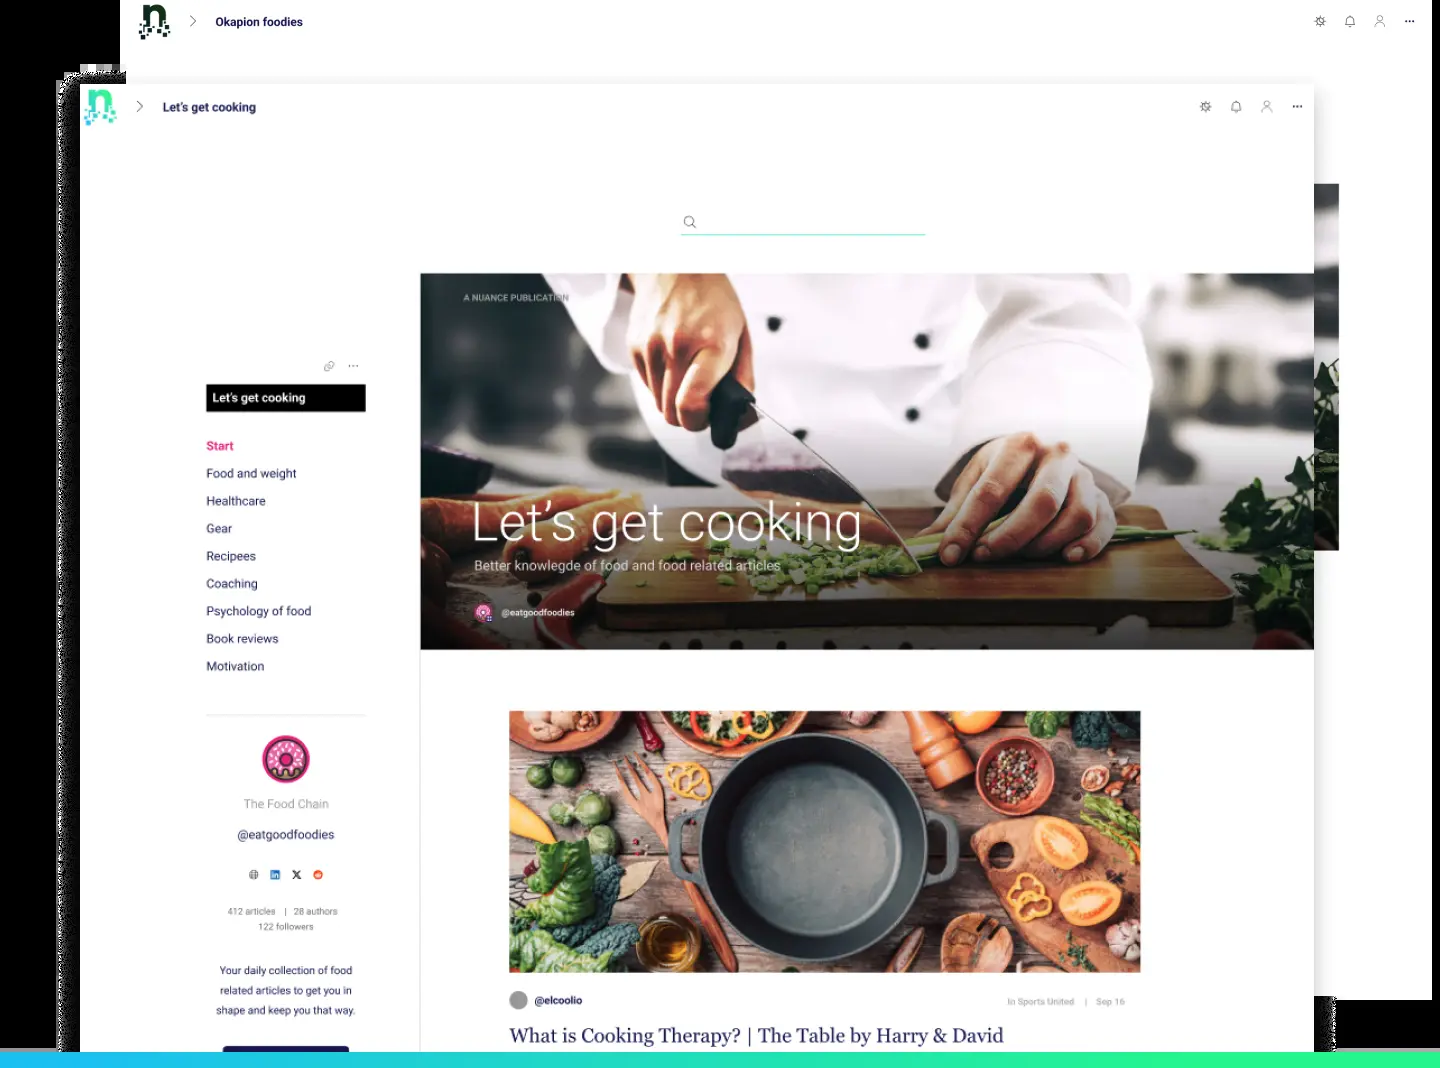 Okapion foodies
Let's get cooking
A NUANCE PUBLICATION
Let's get cooking
Better knowlegde of food and food related articles
@eatgoodfoodies
Let's get cooking
Start
Food and weight
Healthcare
Gear
Recipees
Coaching
Psychology of food
Book reviews
Motivation
The Food Chain
@eatgoodfoodies
412 articles | 28 authors
122 followers
Your daily collection of food
related articles to get you in
shape and keep you that way.
@elcoolio
In Sports United | Sep 16
What is Cooking Therapy? | The Table by Harry & David